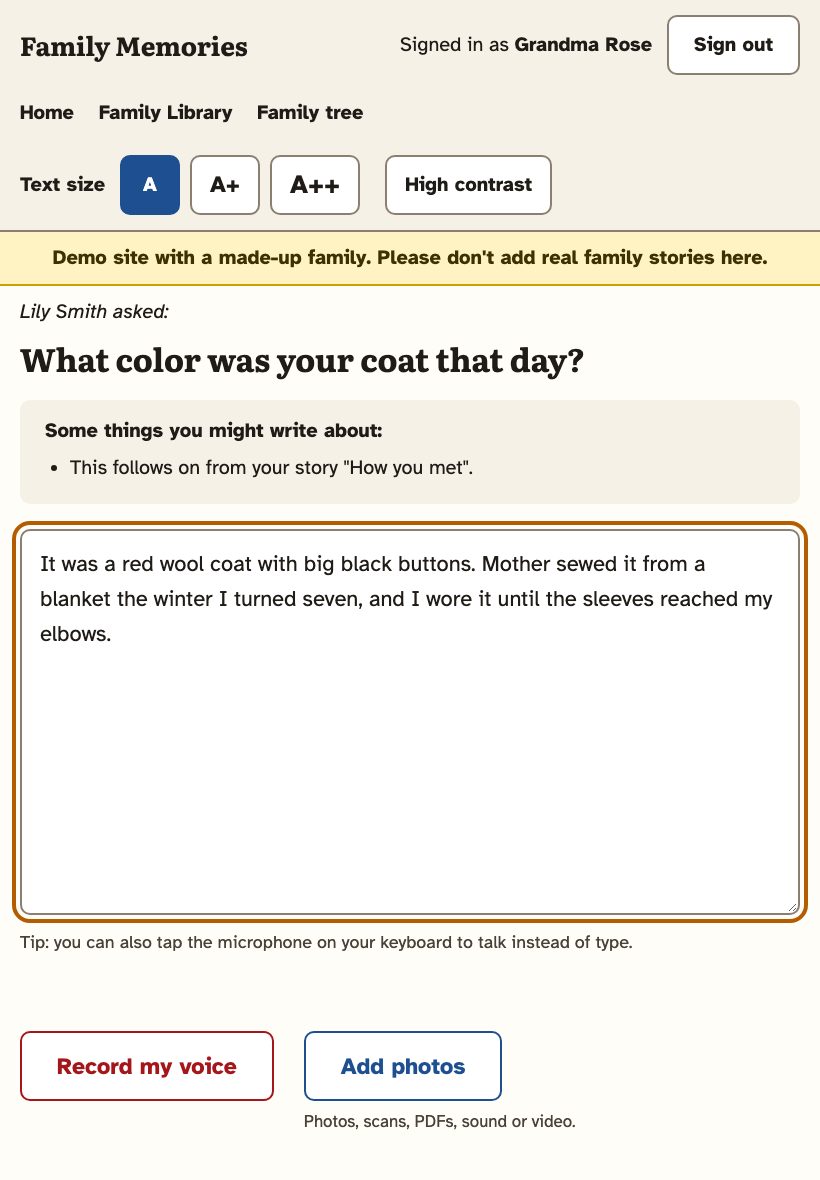 Family Memories
Signed in as Grandma Rose
Sign out
Home Family Library Family tree
Text size A A+ A++ High contrast
Demo site with a made-up family. Please don't add real family stories here.
Lily Smith asked:
What color was your coat that day?
Some things you might write about:
• This follows on from your story "How you met".
It was a red wool coat with big black buttons. Mother sewed it from a
blanket the winter I turned seven, and I wore it until the sleeves reached my
elbows.
Tip: you can also tap the microphone on your keyboard to talk instead of type.
Record my voice
Add photos
Photos, scans, PDFs, sound or video.